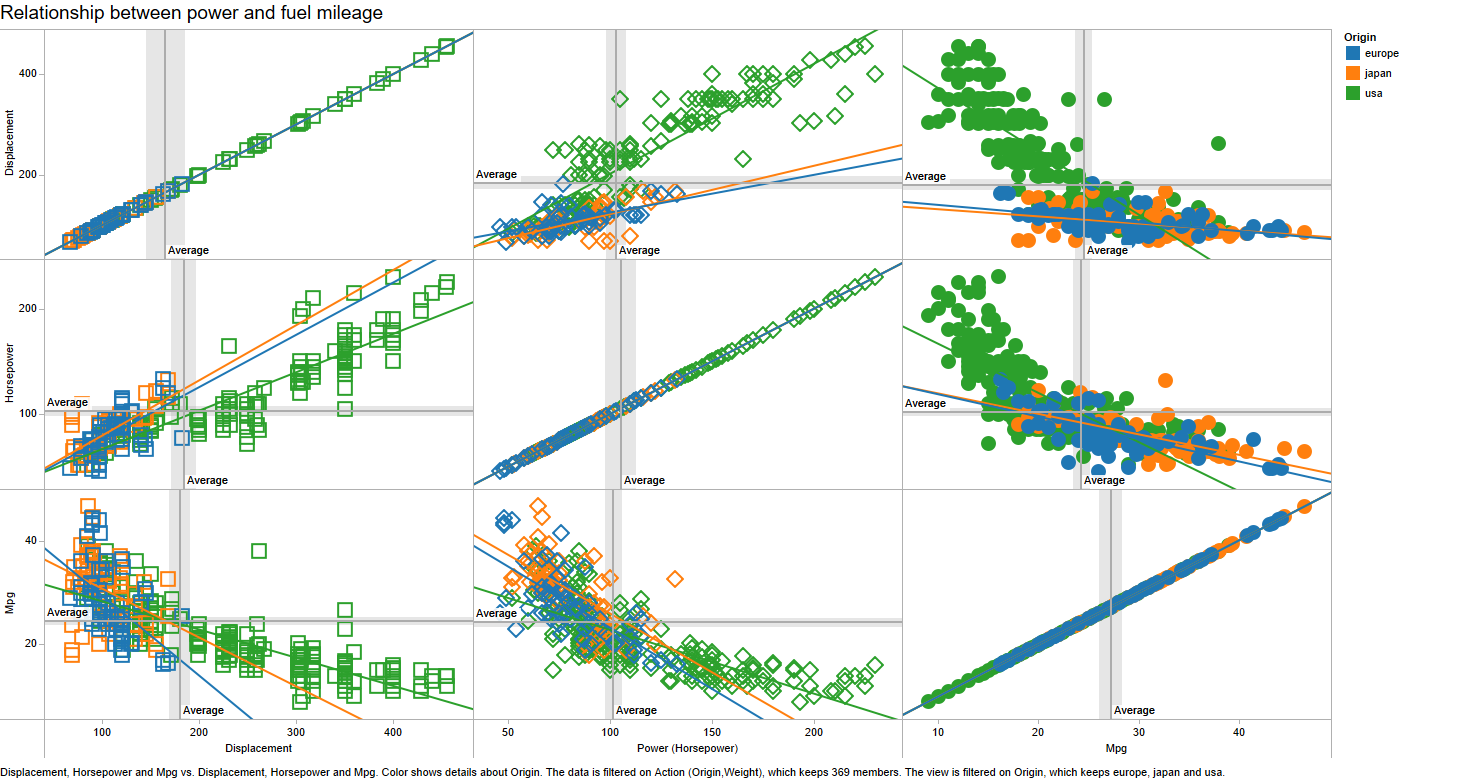 Relationship between power and fuel mileage
Origin
europe
japan
usa
Displacement
400
200
Average
Average
Average
Average
Average
Horsepower
200
100
Average
Average
Average
Average
Average
Mpg
40
20
Average
Average
Average
Average
Average
100 200 300 400 50 100 150 200 10 20 30 40
Displacement Power (Horsepower) Mpg
Displacement, Horsepower and Mpg vs. Displacement, Horsepower and Mpg. Color shows details about Origin. The data is filtered on Action (Origin,Weight), which keeps 369 members. The view is filtered on Origin, which keeps europe, japan and usa.